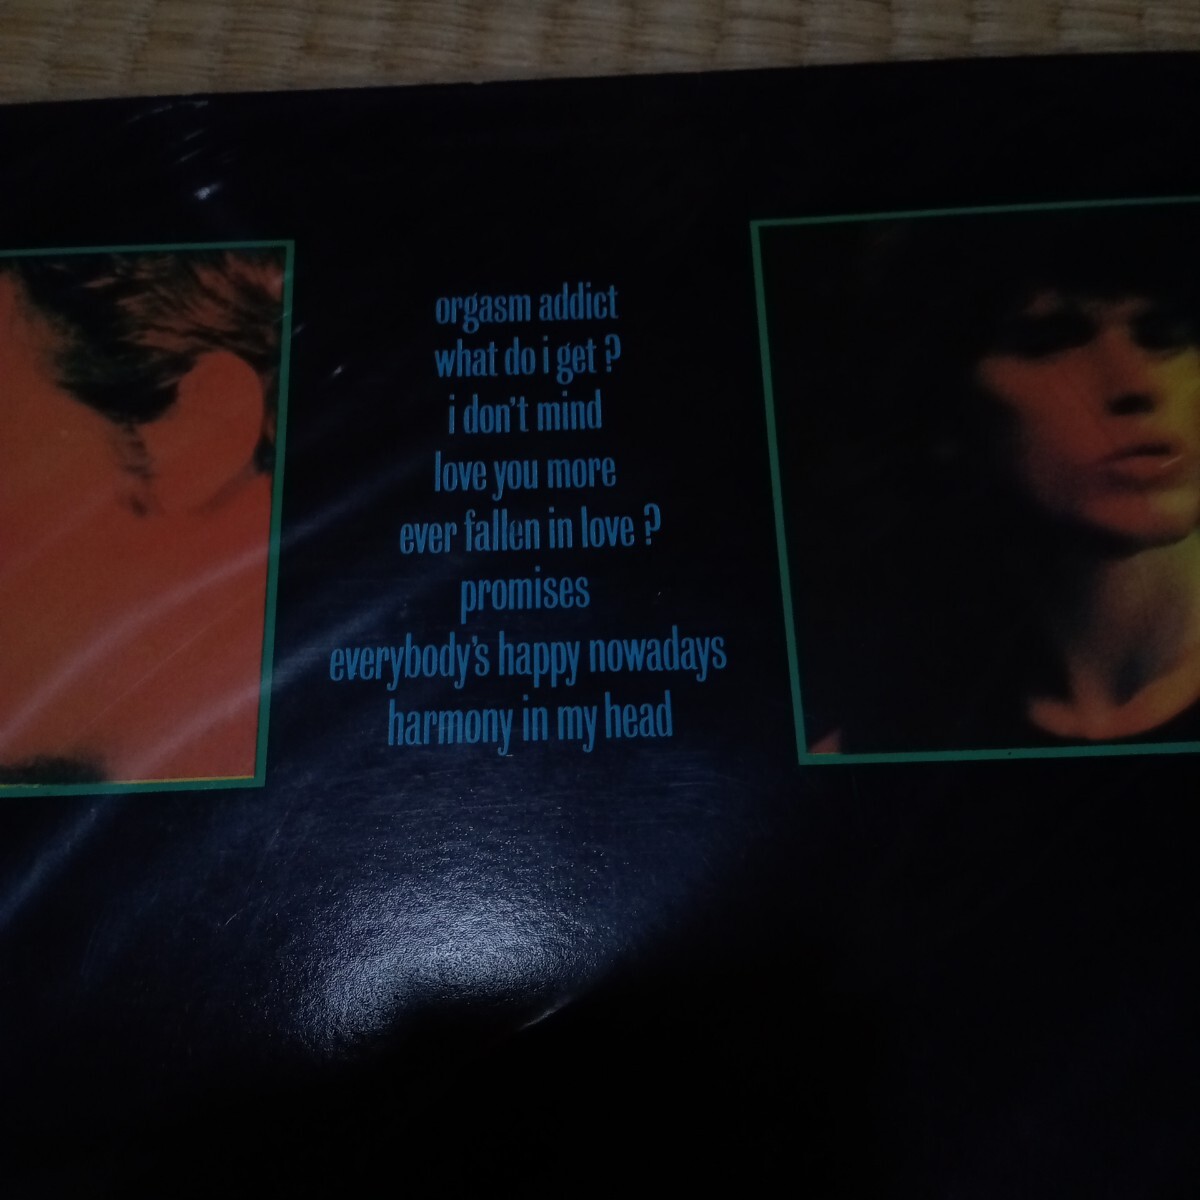 orgasm addict
what do i get ?
i don't mind
love you more
ever fallen in love ?
promises
everybody's happy nowadays
harmony in my head